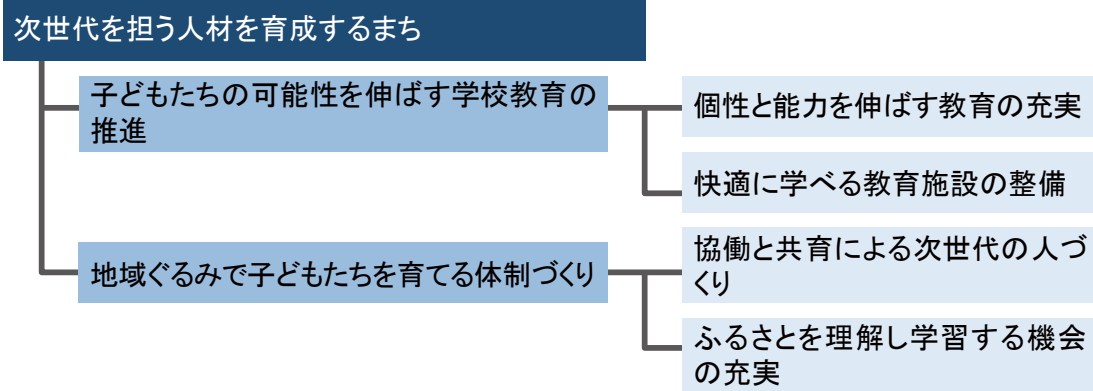 次世代を担う人材を育成するまち
子どもたちの可能性を伸ばす学校教育の
推進
個性と能力を伸ばす教育の充実
快適に学べる教育施設の整備
地域ぐるみで子どもたちを育てる体制づくり
協働と共育による次世代の人づ
くり
ふるさとを理解し学習する機会
の充実